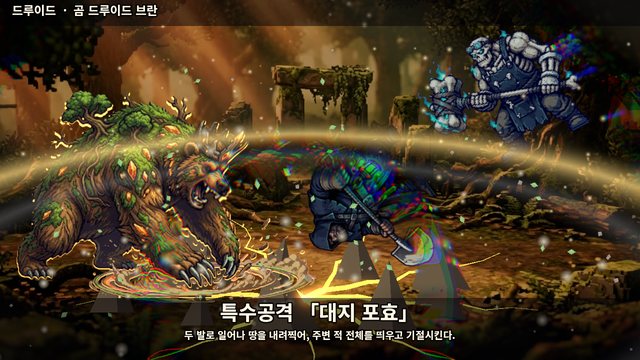 드루이드 · 곰 드루이드 브란
특수공격 「대지 포효」
두 발로 일어나 땅을 내려찍어, 주변 적 전체를 띄우고 기절시킨다.